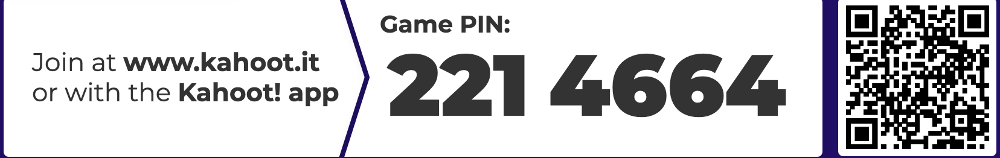 Join at www.kahoot.it
or with the Kahoot! app
Game PIN:
221 4664